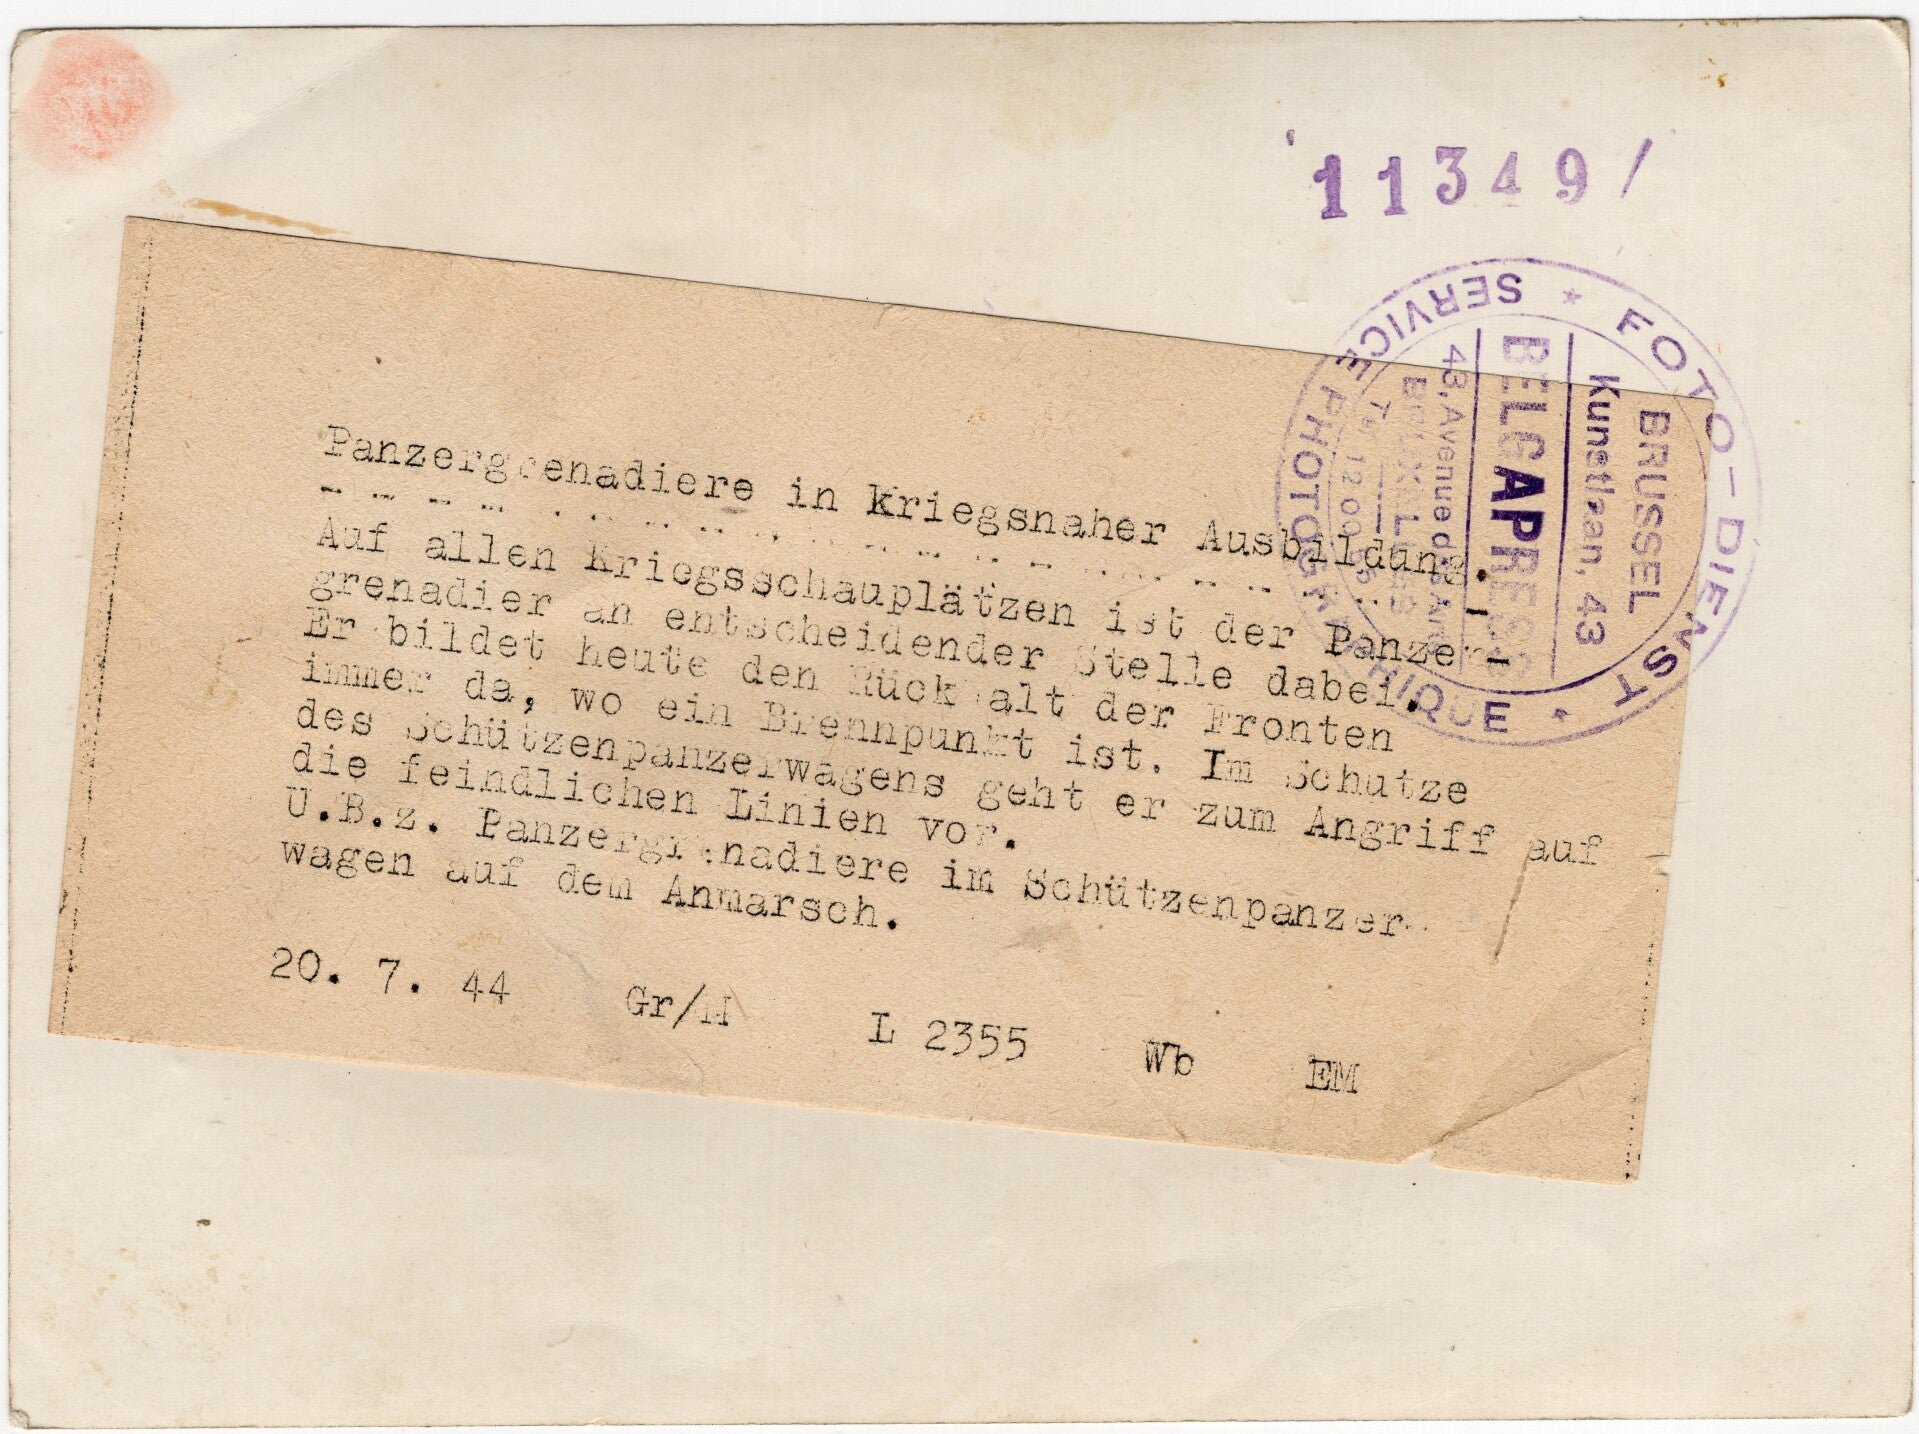 11349/
FOTO-DIENST
SERVICE PHOTOGRAPHIQUE
BRUSSEL
Kunstlaan, 43
BELGAPRESS
43, Avenue des Arts
BRUXELLES
Tel 12 00
Panzergrenadiere in kriegsnaher Ausbildung.
Auf allen Kriegsschauplätzen ist der Panzer-
grenadier an entscheidender Stelle dabei.
Er bildet heute den Rückhalt der Fronten
immer da, wo ein Brennpunkt ist. Im Schutze
des Schützenpanzerwagens geht er zum Angriff auf
die feindlichen Linien vor.
U.B.z. Panzergrenadiere im Schützenpanzer-
wagen auf dem Anmarsch.
20. 7. 44 Gr/ L 2355 Wb EM